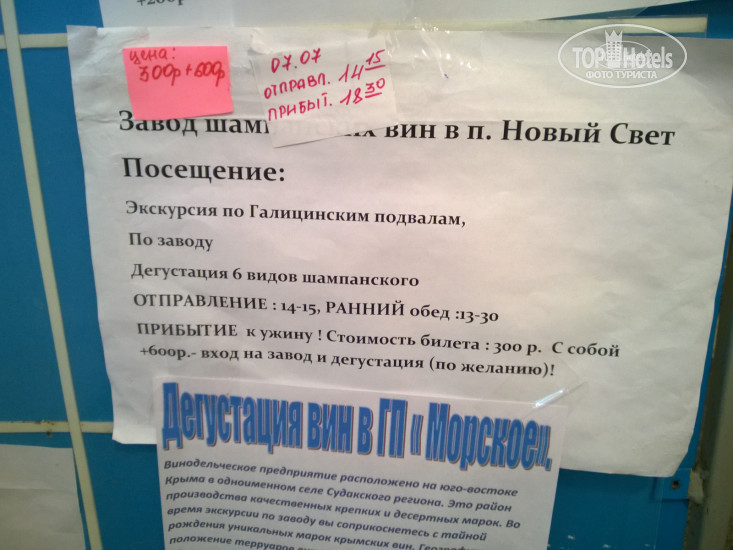 цена:
300р + 600р
07.07
ОТПРАВЛ. 14 15
ПРИБЫТ. 18 30
TOP Hotels
ФОТО ТУРИСТА
Завод вин в п. Новый Свет
Посещение:
Экскурсия по Галицинским подвалам,
По заводу
Дегустация 6 видов шампанского
ОТПРАВЛЕНИЕ : 14-15, РАННИЙ обед :13-30
ПРИБЫТИЕ к ужину ! Стоимость билета : 300 р. С собой
+600р.- вход на завод и дегустация (по желанию)!
Дегустация вин в ГП « Морское».
Винодельческое предприятие расположено на юго-востоке
Крыма в одноименном селе Судакского региона. Это район
производства качественных крепких и десертных марок. Во
время экскурсии по заводу вы соприкоснетесь с тайной
рождения уникальных марок крымских вин.
положение терруаров